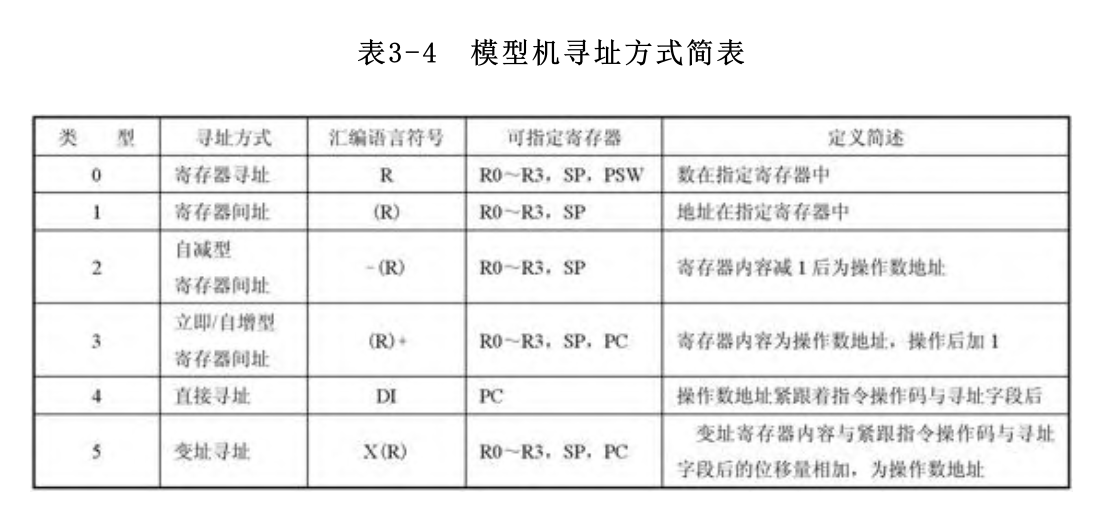 表3-4 模型机寻址方式简表
类 型 寻址方式 汇编语言符号 可指定寄存器 定义简述
0 寄存器寻址 R R0～R3，SP，PSW 数在指定寄存器中
1 寄存器间址 (R) R0～R3，SP 地址在指定寄存器中
2 自减型 寄存器间址 -(R) R0～R3，SP 寄存器内容减1后为操作数地址
3 立即/自增型 寄存器间址 (R)+ R0～R3，SP，PC 寄存器内容为操作数地址，操作后加1
4 直接寻址 DI PC 操作数地址紧跟着指令操作码与寻址字段后
5 变址寻址 X(R) R0～R3，SP，PC 变址寄存器内容与紧跟指令操作码与寻址
字段后的位移量相加，为操作数地址